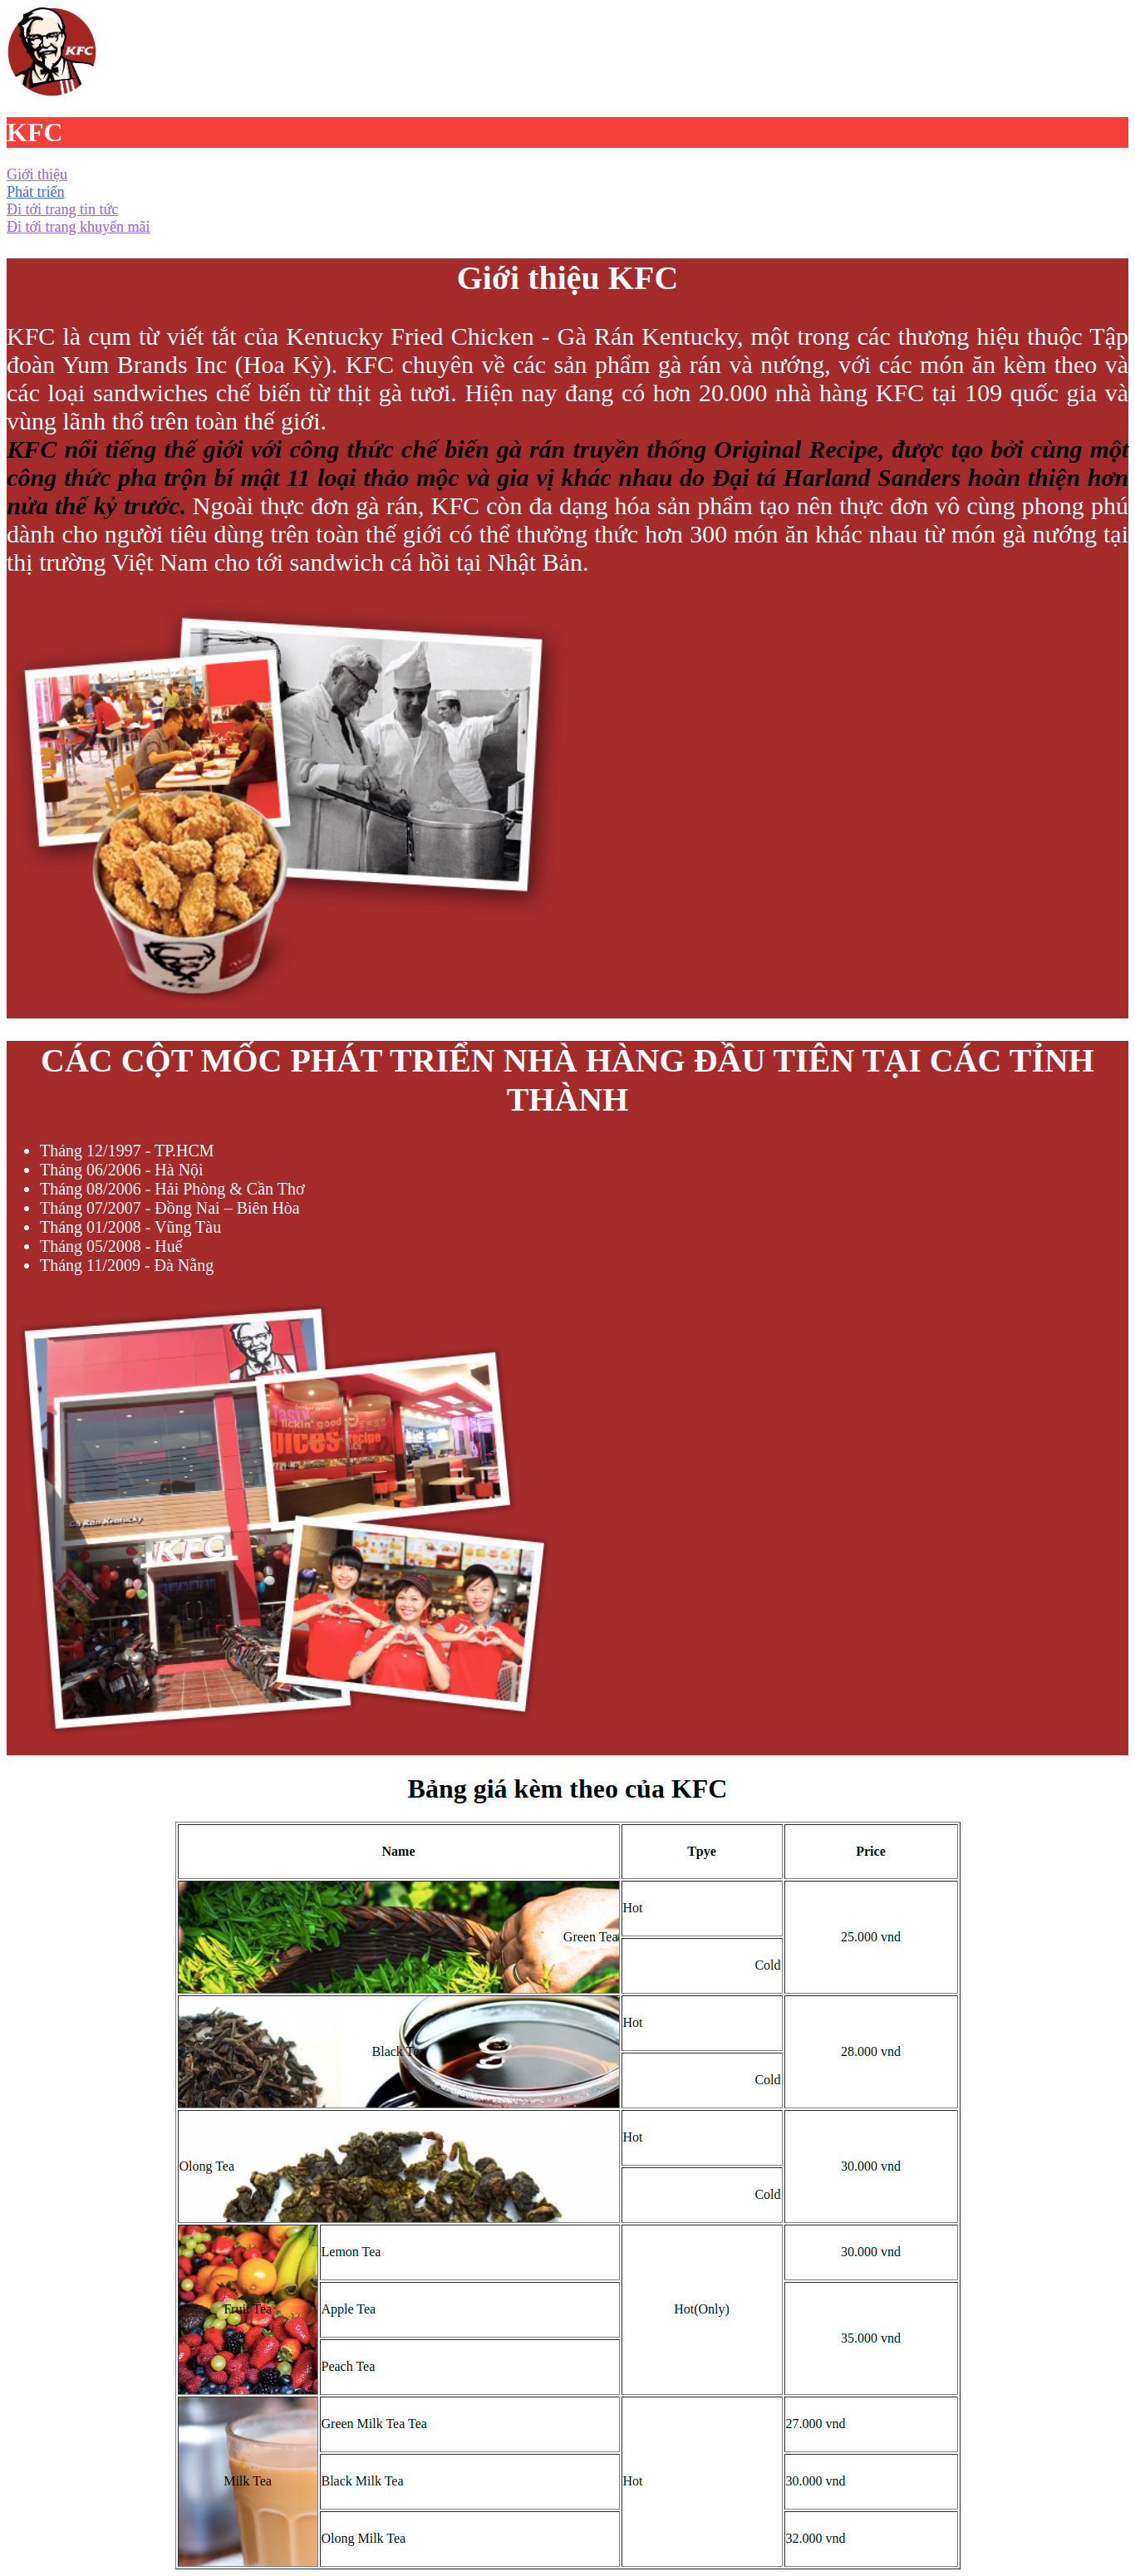 KFC
KFC
Giới thiệu
Phát triển
Đi tới trang tin tức
Đi tới trang khuyến mãi
Giới thiệu KFC
KFC là cụm từ viết tắt của Kentucky Fried Chicken - Gà Rán Kentucky, một trong các thương hiệu thuộc Tập
đoàn Yum Brands Inc (Hoa Kỳ). KFC chuyên về các sản phẩm gà rán và nướng, với các món ăn kèm theo và
các loại sandwiches chế biến từ thịt gà tươi. Hiện nay đang có hơn 20.000 nhà hàng KFC tại 109 quốc gia và
vùng lãnh thổ trên toàn thế giới.
KFC nổi tiếng thế giới với công thức chế biến gà rán truyền thống Original Recipe, được tạo bởi cùng một
công thức pha trộn bí mật 11 loại thảo mộc và gia vị khác nhau do Đại tá Harland Sanders hoàn thiện hơn
nửa thế kỷ trước. Ngoài thực đơn gà rán, KFC còn đa dạng hóa sản phẩm tạo nên thực đơn vô cùng phong phú
dành cho người tiêu dùng trên toàn thế giới có thể thưởng thức hơn 300 món ăn khác nhau từ món gà nướng tại
thị trường Việt Nam cho tới sandwich cá hồi tại Nhật Bản.
KFC
CÁC CỘT MỐC PHÁT TRIỂN NHÀ HÀNG ĐẦU TIÊN TẠI CÁC TỈNH
THÀNH
Tháng 12/1997 - TP.HCM
Tháng 06/2006 - Hà Nội
Tháng 08/2006 - Hải Phòng & Cần Thơ
Tháng 07/2007 - Đồng Nai – Biên Hòa
Tháng 01/2008 - Vũng Tàu
Tháng 05/2008 - Huế
Tháng 11/2009 - Đà Nẵng
Tasty
lickin' good
pices recipe
Gà Rán Kentucky
KFC
Bảng giá kèm theo của KFC
Name Tpye Price
Green Tea Hot 25.000 vnd
Cold
Black Tea Hot 28.000 vnd
Cold
Olong Tea Hot 30.000 vnd
Cold
Fruit Tea Lemon Tea Hot(Only) 30.000 vnd
Apple Tea 35.000 vnd
Peach Tea
Milk Tea Green Milk Tea Tea Hot 27.000 vnd
Black Milk Tea 30.000 vnd
Olong Milk Tea 32.000 vnd